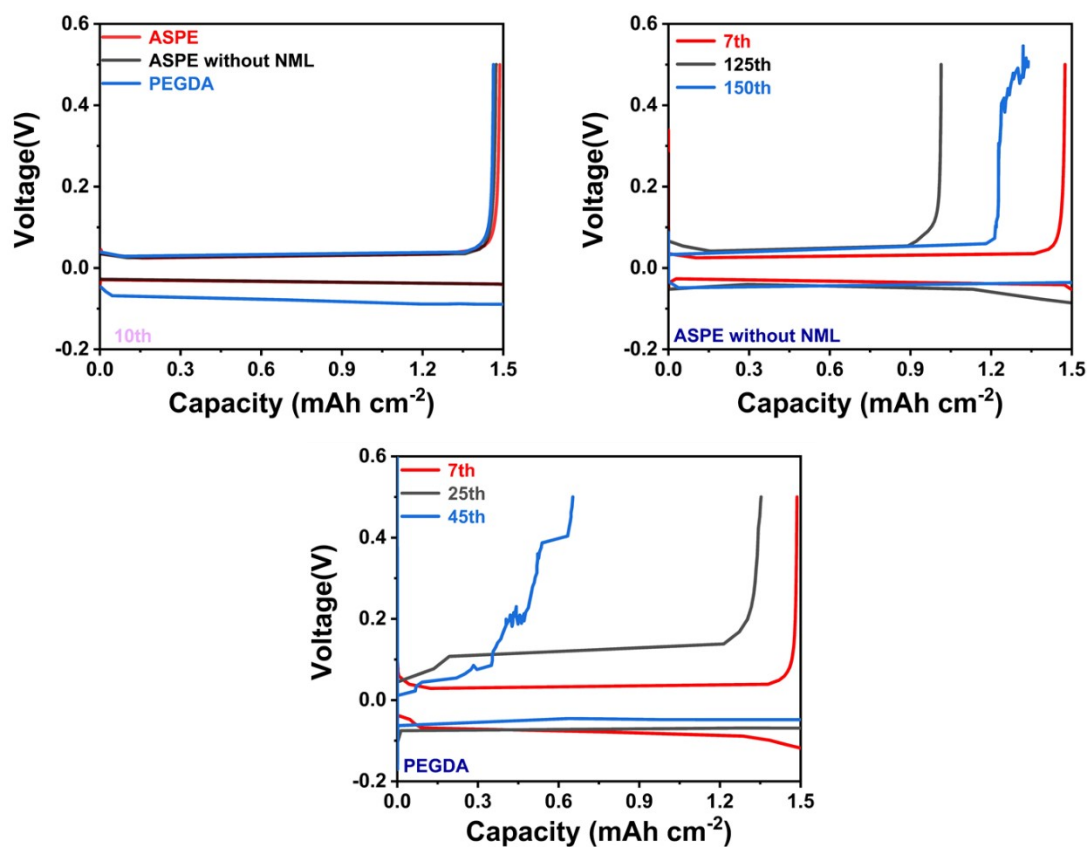 0.6
ASPE
ASPE without NML
PEGDA
0.4
Voltage(V)
0.2
0.0
10th
-0.2
0.0 0.3 0.6 0.9 1.2 1.5
Capacity (mAh cm-2)
0.6
7th
125th
150th
0.4
Voltage(V)
0.2
0.0
ASPE without NML
-0.2
0.0 0.3 0.6 0.9 1.2 1.5
Capacity (mAh cm-2)
0.6
7th
25th
45th
0.4
Voltage(V)
0.2
0.0
PEGDA
-0.2
0.0 0.3 0.6 0.9 1.2 1.5
Capacity (mAh cm-2)